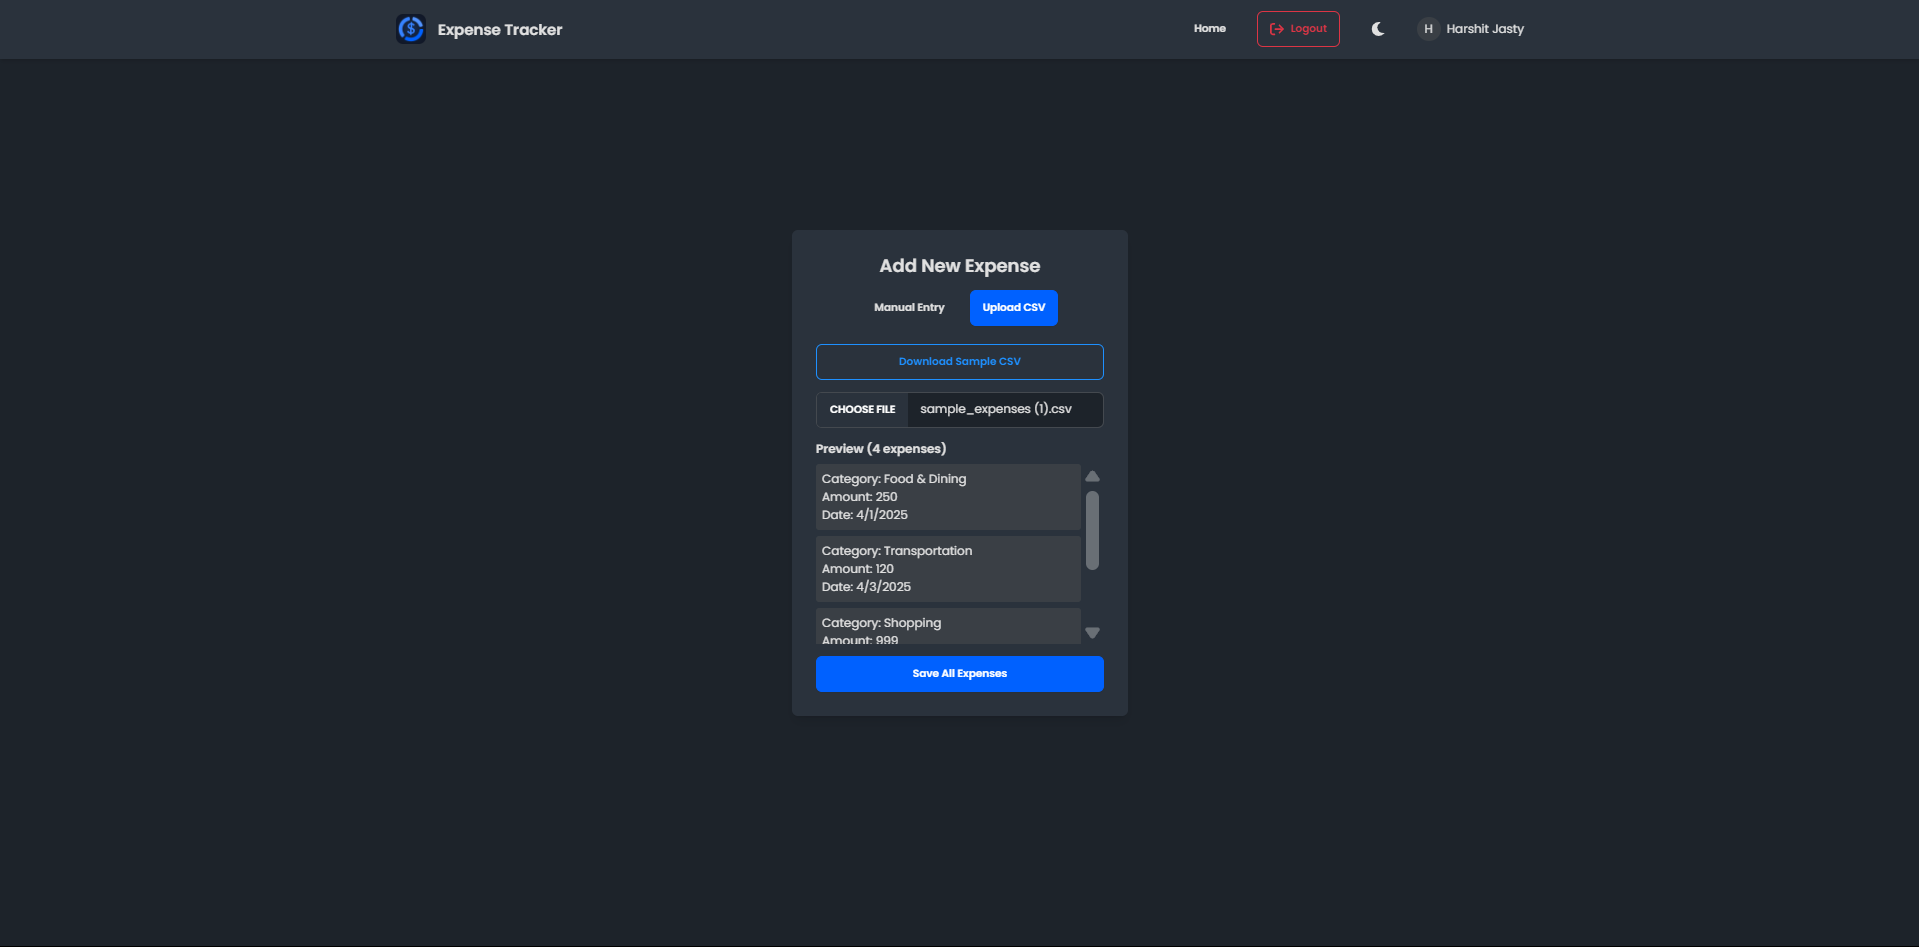 Expense Tracker
Home
Logout
H
Harshit Jasty
Add New Expense
Manual Entry
Upload CSV
Download Sample CSV
CHOOSE FILE
sample_expenses (1).csv
Preview (4 expenses)
Category: Food & Dining
Amount: 250
Date: 4/1/2025
Category: Transportation
Amount: 120
Date: 4/3/2025
Category: Shopping
Amount: 999
Save All Expenses